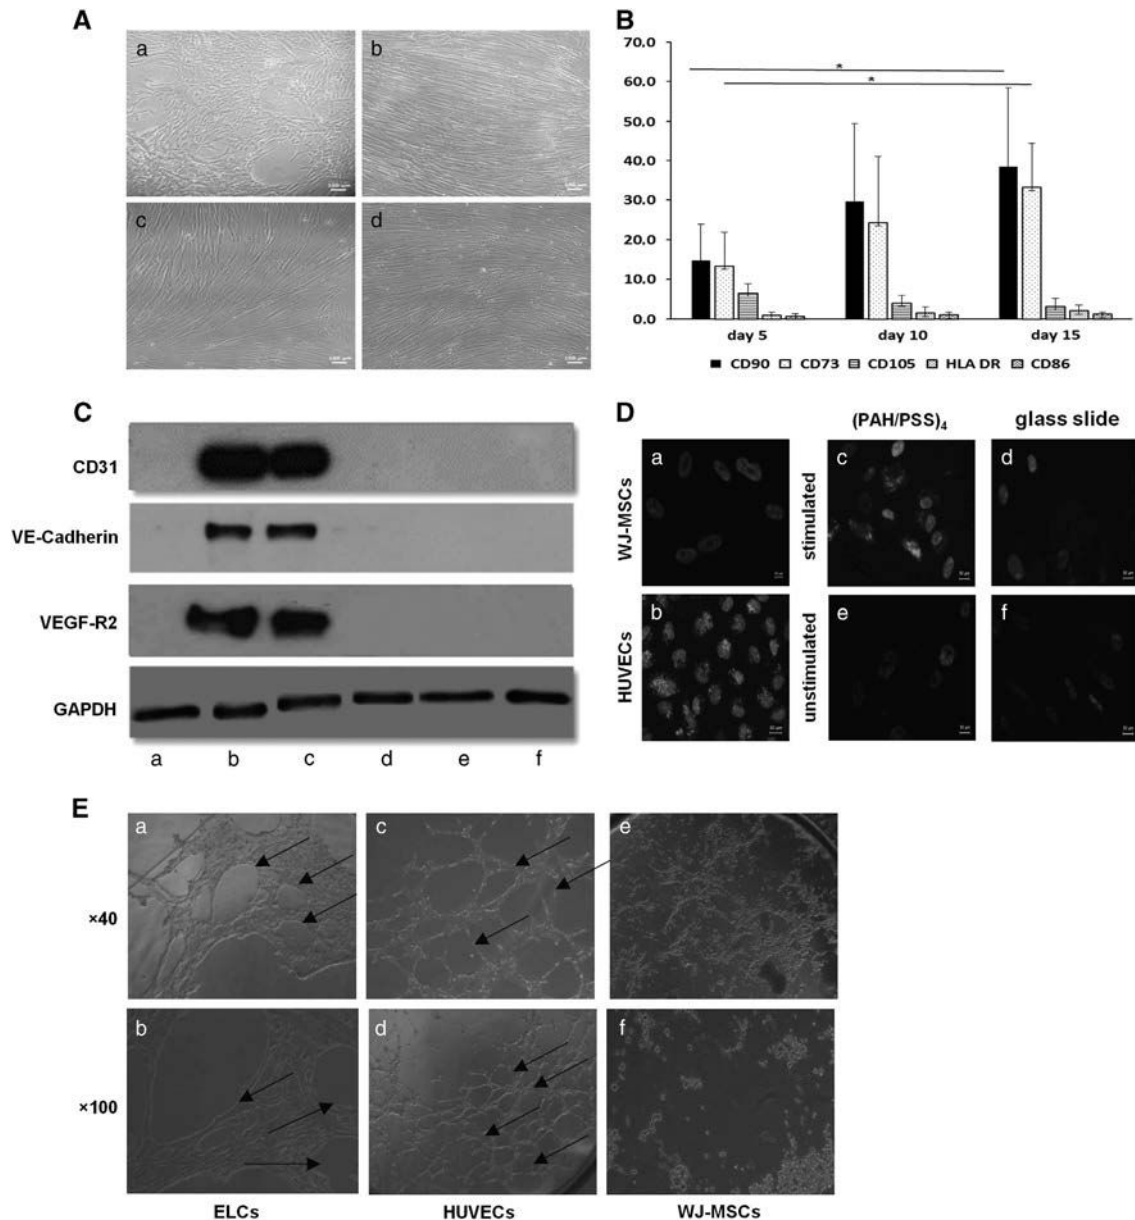 A
a
b
c
d
100 µm
B
70.0
60.0
50.0
40.0
30.0
20.0
10.0
0.0
*
*
day 5
day 10
day 15
CD90
CD73
CD105
HLA DR
CD86
C
CD31
VE-Cadherin
VEGF-R2
GAPDH
a b c d e f
D
(PAH/PSS)4
glass slide
WJ-MSCs
HUVECs
stimulated
unstimulated
a
c
d
b
e
f
E
×40
×100
a
c
e
b
d
f
ELCs
HUVECs
WJ-MSCs